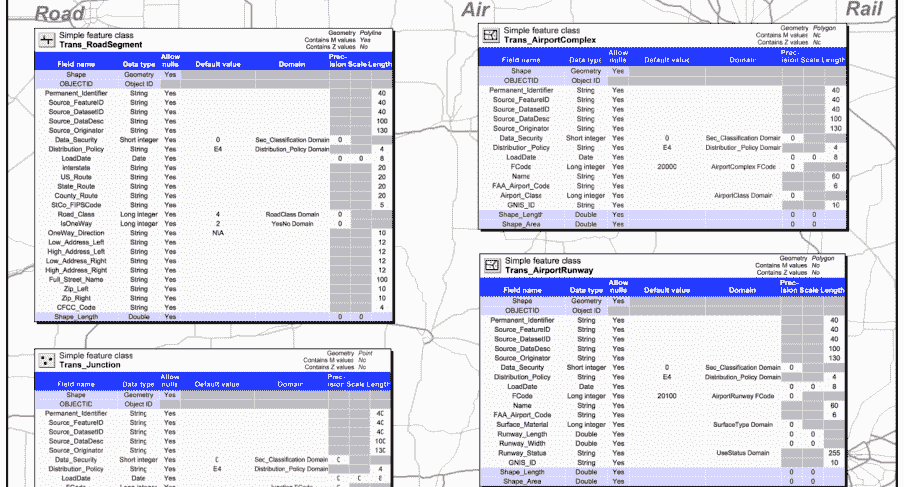 Road
Air
Rail
Simple feature class
Trans_RoadSegment
Geometry Polyline
Contains M values Yes
Contains Z values No
Field name Data type Allow nulls Default value Domain Prec-ision Scale Length
Shape Geometry Yes
OBJECTID Object ID
Permanent_Identifier String Yes 40
Source_FeatureID String Yes 40
Source_DatasetID String Yes 40
Source_DataDesc String Yes 100
Source_Originator String Yes 130
Data_Security Short integer Yes 0 Sec_Classification Domain 0
Distribution_Policy String Yes E4 Distribution_Policy Domain 4
LoadDate Date Yes 0 0 8
Interstate String Yes 20
US_Route String Yes 20
State_Route String Yes 20
County_Route String Yes 20
StCo_FIPSCode String Yes 5
Road_Class Long integer Yes 4 RoadClass Domain 0
IsOneWay Long integer Yes 2 YesNo Domain 0
OneWay_Direction String Yes N\A 10
Low_Address_Left String Yes 12
High_Address_Left String Yes 12
Low_Address_Right String Yes 12
High_Address_Right String Yes 12
Full_Street_Name String Yes 100
Zip_Left String Yes 10
Zip_Right String Yes 10
CFCC_Code String Yes 4
Shape_Length Double Yes 0 0
Simple feature class
Trans_Junction
Geometry Point
Contains M values No
Contains Z values No
Field name Data type Allow nulls Default value Domain Prec-ision Scale Length
Shape Geometry Yes
OBJECTID Object ID
Permanent_Identifier String Yes 40
Source_FeatureID String Yes 40
Source_DatasetID String Yes 40
Source_DataDesc String Yes 100
Source_Originator String Yes 130
Data_Security Short integer Yes 0 Sec_Classification Domain 0
Distribution_Policy String Yes E4 Distribution_Policy Domain 4
LoadDate Date Yes 0 0 8
Simple feature class
Trans_AirportComplex
Geometry Polygon
Contains M values No
Contains Z values No
Field name Data type Allow nulls Default value Domain Prec-ision Scale Length
Shape Geometry Yes
OBJECTID Object ID
Permanent_Identifier String Yes 40
Source_FeatureID String Yes 40
Source_DatasetID String Yes 40
Source_DataDesc String Yes 100
Source_Originator String Yes 130
Data_Security Short integer Yes 0 Sec_Classification Domain 0
Distribution_Policy String Yes E4 Distribution_Policy Domain 4
LoadDate Date Yes 0 0 8
FCode Long integer Yes 20000 AirportComplex FCode 0
Name String Yes 60
FAA_Airport_Code String Yes 6
Airport_Class Long integer Yes AirportClass Domain 0
GNIS_ID String Yes 10
Shape_Length Double Yes 0 0
Shape_Area Double Yes 0 0
Simple feature class
Trans_AirportRunway
Geometry Polygon
Contains M values No
Contains Z values No
Field name Data type Allow nulls Default value Domain Prec-ision Scale Length
Shape Geometry Yes
OBJECTID Object ID
Permanent_Identifier String Yes 40
Source_FeatureID String Yes 40
Source_DatasetID String Yes 40
Source_DataDesc String Yes 100
Source_Originator String Yes 130
Data_Security Short integer Yes 0 Sec_Classification Domain 0
Distribution_Policy String Yes E4 Distribution_Policy Domain 4
LoadDate Date Yes 0 0 8
FCode Long integer Yes 20100 AirportRunway FCode 0
Name String Yes 60
FAA_Airport_Code String Yes 6
Surface_Material Long integer Yes SurfaceType Domain 0
Runway_Length Double Yes 0 0
Runway_Width Double Yes 0 0
Runway_Status String Yes UseStatus Domain 255
GNIS_ID String Yes 10
Shape_Length Double Yes 0 0
Shape_Area Double Yes 0 0